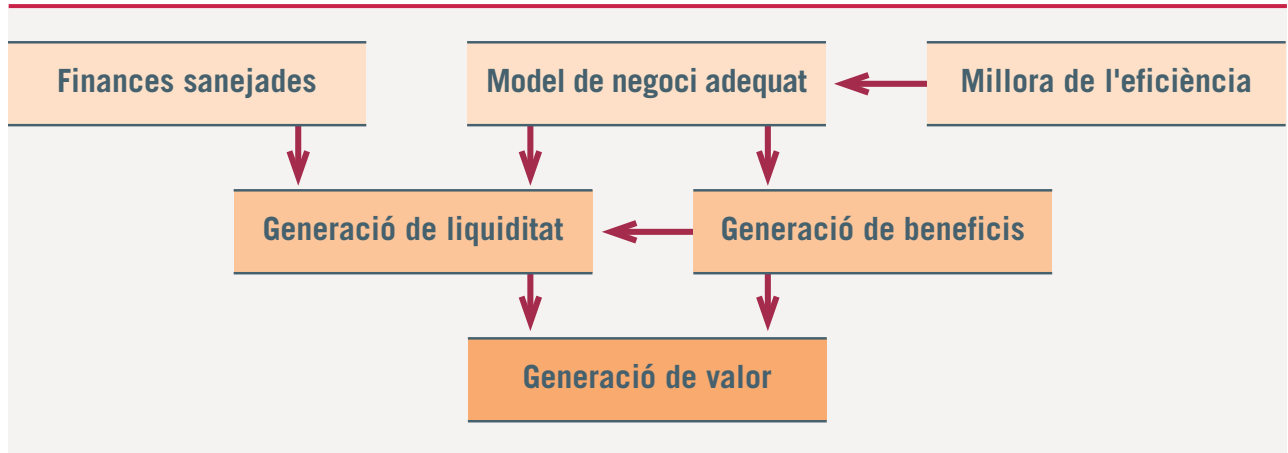 Finances sanejades
Model de negoci adequat
Millora de l'eficiència
Generació de liquiditat
Generació de beneficis
Generació de valor